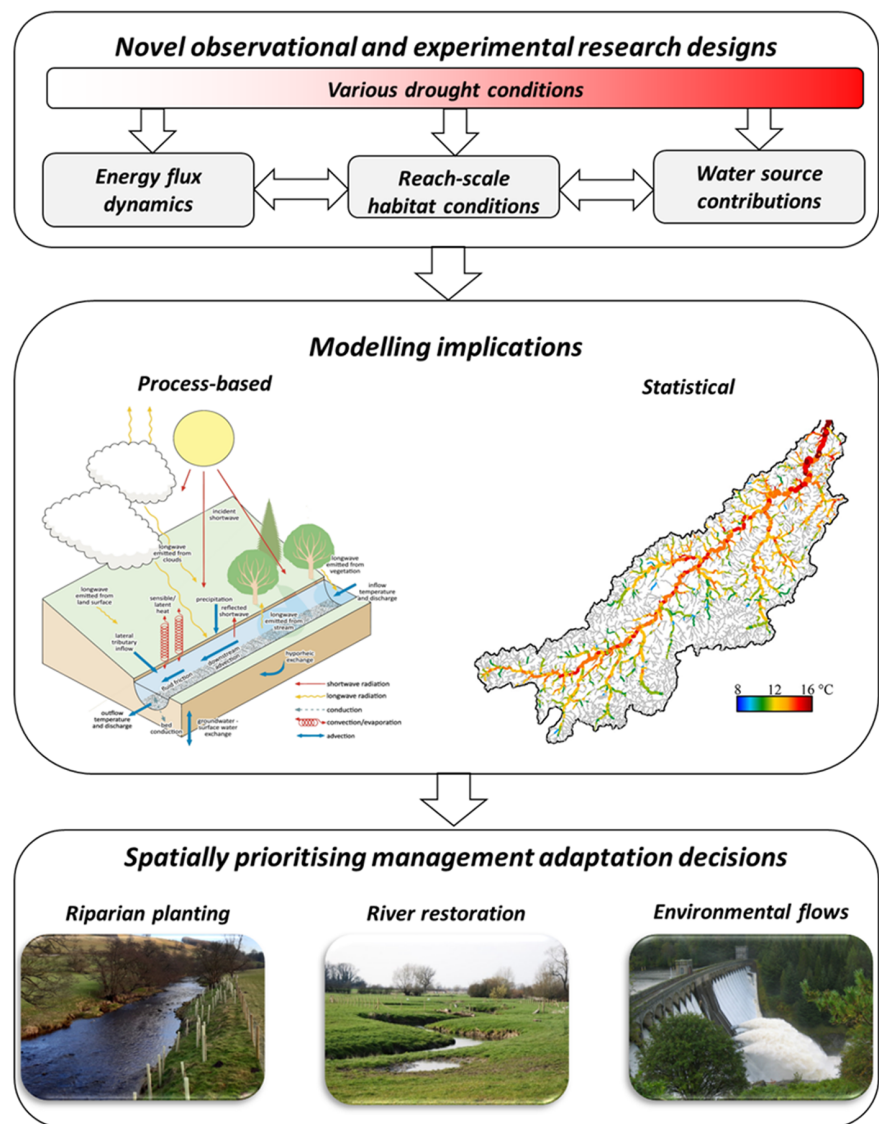 Novel observational and experimental research designs
Various drought conditions
Energy flux
dynamics
Reach-scale
habitat conditions
Water source
contributions
Modelling implications
Process-based
Statistical
incident
shortwave
longwave
emitted from
clouds
longwave
emitted from
vegetation
longwave
emitted from
land surface
sensible/
latent
heat
precipitation
reflected
shortwave
longwave
emitted from
stream
inflow
temperature
and discharge
lateral
tributary
inflow
downstream
advection
fluid friction
hyporheic
exchange
outflow
temperature
and discharge
bed
conduction
groundwater -
surface water
exchange
shortwave radiation
longwave radiation
conduction
convection/evaporation
advection
8 12 16 °C
Spatially prioritising management adaptation decisions
Riparian planting
River restoration
Environmental flows